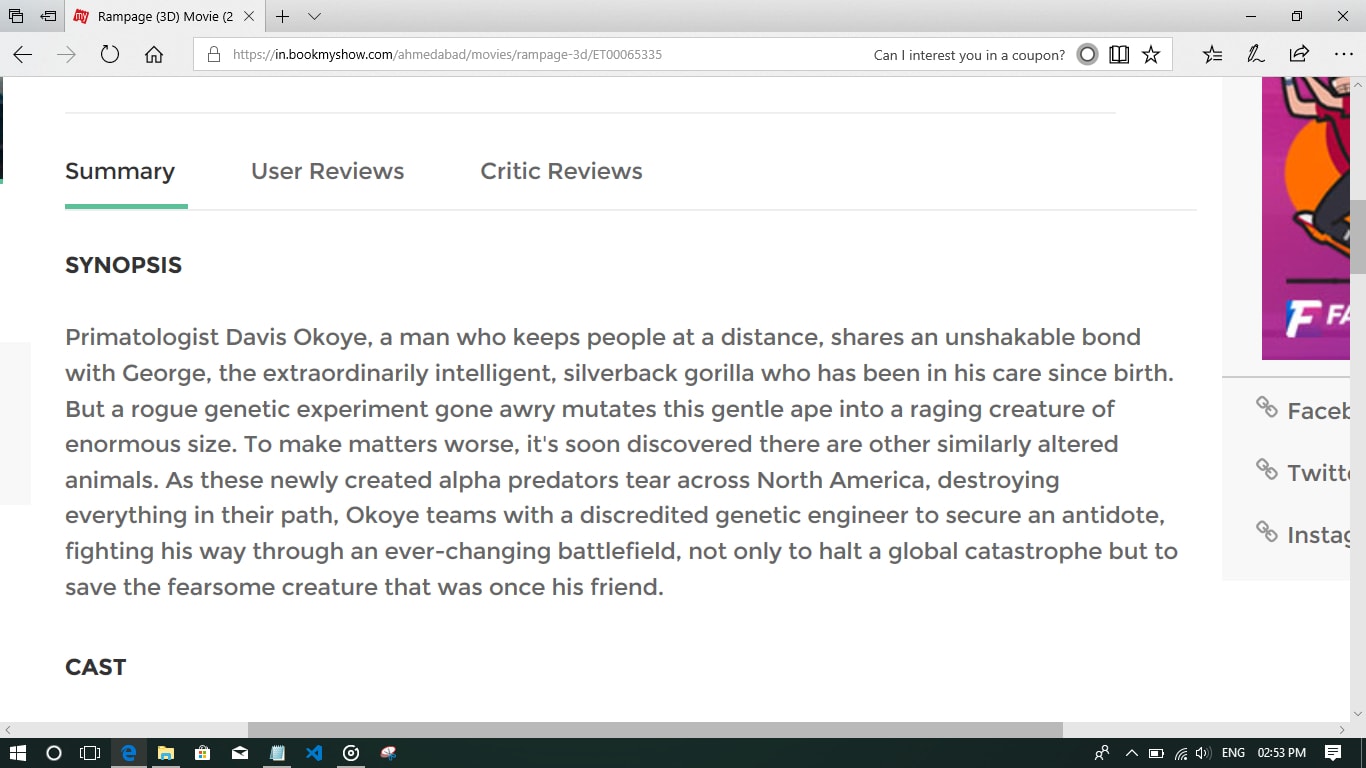 Rampage (3D) Movie (2
https://in.bookmyshow.com/ahmedabad/movies/rampage-3d/ET00065335
Can I interest you in a coupon?
Summary
User Reviews
Critic Reviews
SYNOPSIS
Primatologist Davis Okoye, a man who keeps people at a distance, shares an unshakable bond
with George, the extraordinarily intelligent, silverback gorilla who has been in his care since birth.
But a rogue genetic experiment gone awry mutates this gentle ape into a raging creature of
enormous size. To make matters worse, it's soon discovered there are other similarly altered
animals. As these newly created alpha predators tear across North America, destroying
everything in their path, Okoye teams with a discredited genetic engineer to secure an antidote,
fighting his way through an ever-changing battlefield, not only to halt a global catastrophe but to
save the fearsome creature that was once his friend.
CAST
F FA
Faceb
Twitt
Instag
ENG
02:53 PM